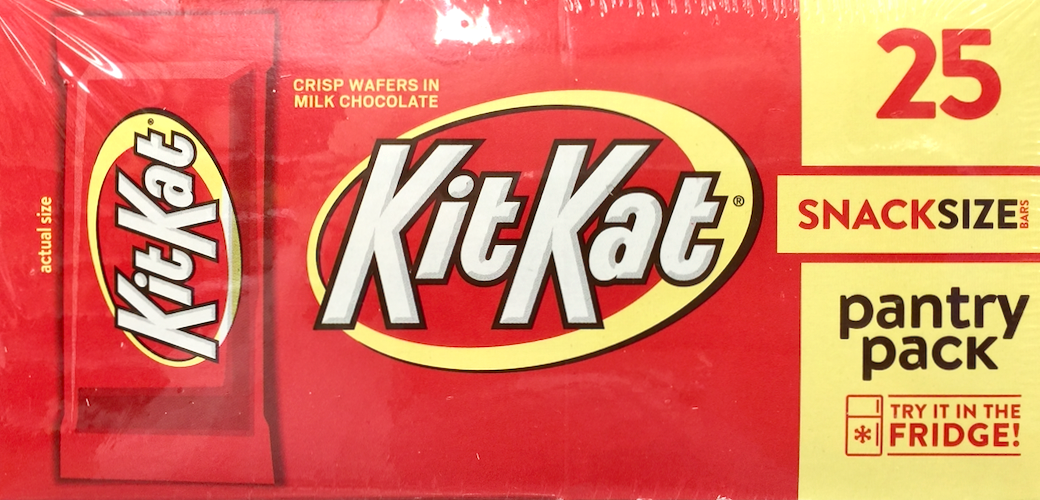 actual size
KitKat®
CRISP WAFERS IN
MILK CHOCOLATE
KitKat®
25
SNACKSIZE BARS
pantry
pack
TRY IT IN THE
FRIDGE!